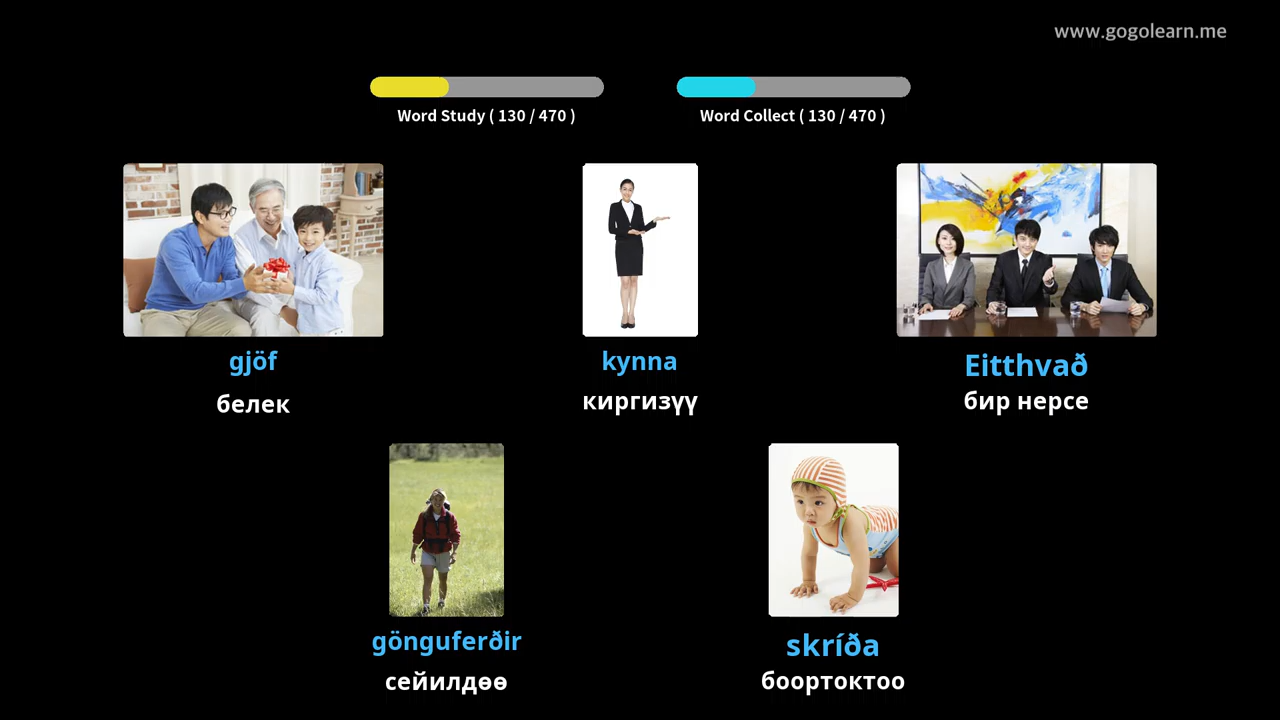 www.gogolearn.me
Word Study ( 130 / 470 )
Word Collect ( 130 / 470 )
gjöf
белек
kynna
киргизүү
Eitthvað
бир нерсе
gönguferðir
сейилдөө
skríða
боортоктоо